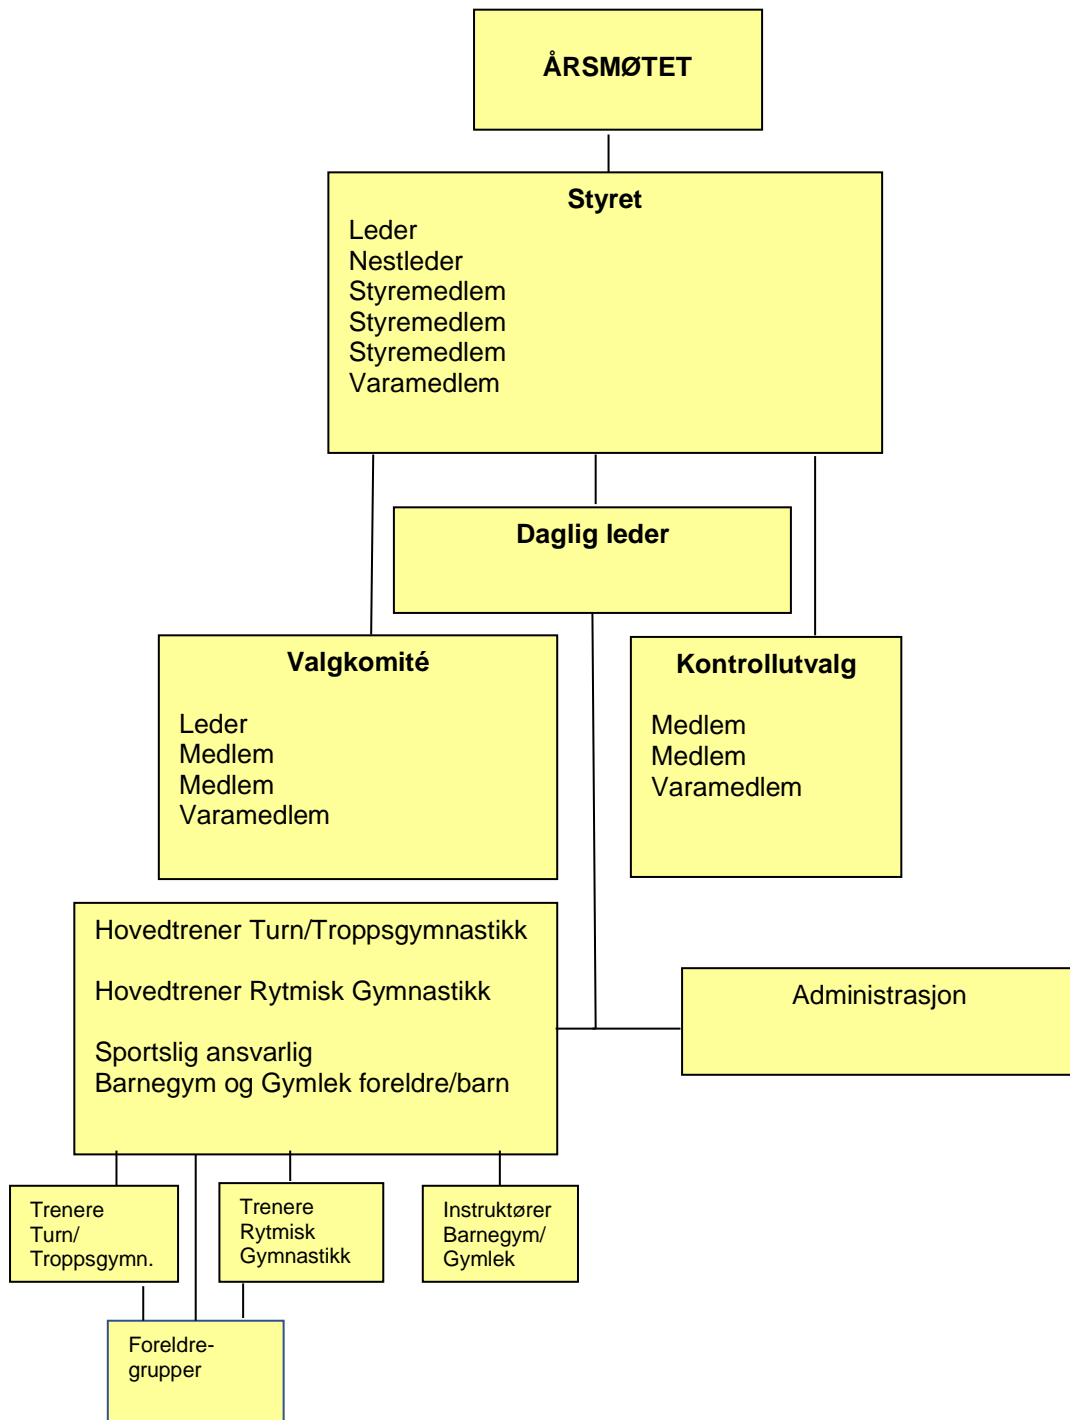 ÅRSMØTET
Styret
Leder
Nestleder
Styremedlem
Styremedlem
Styremedlem
Varamedlem
Daglig leder
Valgkomité
Leder
Medlem
Medlem
Varamedlem
Kontrollutvalg
Medlem
Medlem
Varamedlem
Hovedtrener Turn/Troppsgymnastikk
Hovedtrener Rytmisk Gymnastikk
Sportslig ansvarlig
Barnegym og Gymlek foreldre/barn
Administrasjon
Trenere
Turn/
Troppsgymn.
Trenere
Rytmisk
Gymnastikk
Instruktører
Barnegym/
Gymlek
Foreldre-
grupper